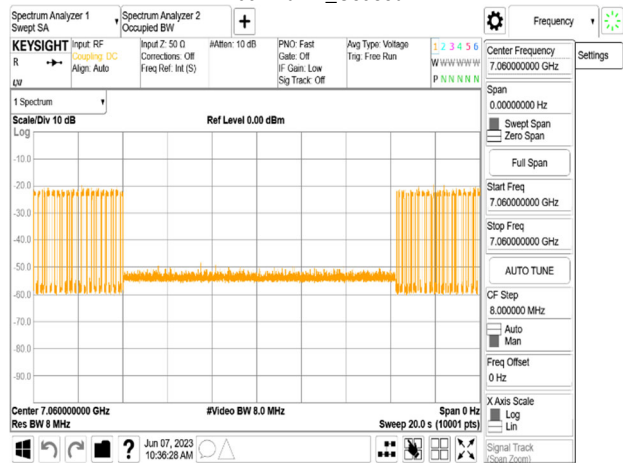 Spectrum Analyzer 1
Swept SA
Spectrum Analyzer 2
Occupied BW
Frequency
KEYSIGHT
R
LXI
Input: RF
Coupling: DC
Align: Auto
Input Z: 50 Ω
Corrections: Off
Freq Ref: Int (S)
#Atten: 10 dB
PNO: Fast
Gate: Off
IF Gain: Low
Sig Track: Off
Avg Type: Voltage
Trig: Free Run
1 2 3 4 5 6
W W W W W W
P N N N N N
1 Spectrum
Scale/Div 10 dB
Ref Level 0.00 dBm
Log
-10.0
-20.0
-30.0
-40.0
-50.0
-60.0
-70.0
-80.0
-90.0
Center 7.060000000 GHz
#Video BW 8.0 MHz
Span 0 Hz
Res BW 8 MHz
Sweep 20.0 s (10001 pts)
Jun 07, 2023
10:36:28 AM
Center Frequency
7.060000000 GHz
Settings
Span
0.00000000 Hz
Swept Span
Zero Span
Full Span
Start Freq
7.060000000 GHz
Stop Freq
7.060000000 GHz
AUTO TUNE
CF Step
8.000000 MHz
Auto
Man
Freq Offset
0 Hz
X Axis Scale
Log
Lin
Signal Track
(Span Zoom)